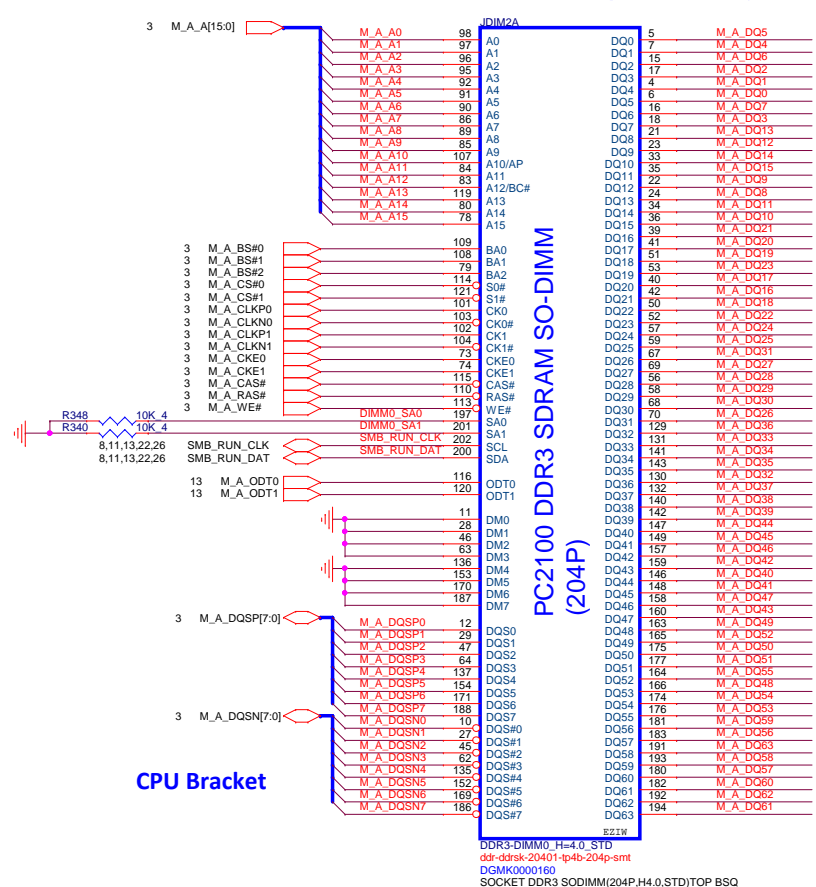 JDIM2A
3 M_A_A[15:0]
M_A_A0 98 A0
M_A_A1 97 A1
M_A_A2 96 A2
M_A_A3 95 A3
M_A_A4 92 A4
M_A_A5 91 A5
M_A_A6 90 A6
M_A_A7 86 A7
M_A_A8 89 A8
M_A_A9 85 A9
M_A_A10 107 A10/AP
M_A_A11 84 A11
M_A_A12 83 A12/BC#
M_A_A13 119 A13
M_A_A14 80 A14
M_A_A15 78 A15
3 M_A_BS#0 109 BA0
3 M_A_BS#1 108 BA1
3 M_A_BS#2 79 BA2
3 M_A_CS#0 114 S0#
3 M_A_CS#1 121 S1#
3 M_A_CLKP0 101 CK0
3 M_A_CLKN0 103 CK0#
3 M_A_CLKP1 102 CK1
3 M_A_CLKN1 104 CK1#
3 M_A_CKE0 73 CKE0
3 M_A_CKE1 74 CKE1
3 M_A_CAS# 115 CAS#
3 M_A_RAS# 110 RAS#
3 M_A_WE# 113 WE#
R348 10K_4 DIMM0_SA0 197 SA0
R340 10K_4 DIMM0_SA1 201 SA1
8,11,13,22,26 SMB_RUN_CLK SMB_RUN_CLK 202 SCL
8,11,13,22,26 SMB_RUN_DAT SMB_RUN_DAT 200 SDA
13 M_A_ODT0 116 ODT0
13 M_A_ODT1 120 ODT1
11 DM0
28 DM1
46 DM2
63 DM3
136 DM4
153 DM5
170 DM6
187 DM7
3 M_A_DQSP[7:0]
M_A_DQSP0 12 DQS0
M_A_DQSP1 29 DQS1
M_A_DQSP2 47 DQS2
M_A_DQSP3 64 DQS3
M_A_DQSP4 137 DQS4
M_A_DQSP5 154 DQS5
M_A_DQSP6 171 DQS6
M_A_DQSP7 188 DQS7
3 M_A_DQSN[7:0]
M_A_DQSN0 10 DQS#0
M_A_DQSN1 27 DQS#1
M_A_DQSN2 45 DQS#2
M_A_DQSN3 62 DQS#3
M_A_DQSN4 135 DQS#4
M_A_DQSN5 152 DQS#5
M_A_DQSN6 169 DQS#6
M_A_DQSN7 186 DQS#7
CPU Bracket
PC2100 DDR3 SDRAM SO-DIMM
(204P)
DQ0 5 M_A_DQ5
DQ1 7 M_A_DQ4
DQ2 15 M_A_DQ6
DQ3 17 M_A_DQ2
DQ4 4 M_A_DQ1
DQ5 6 M_A_DQ0
DQ6 16 M_A_DQ7
DQ7 18 M_A_DQ3
DQ8 21 M_A_DQ13
DQ9 23 M_A_DQ12
DQ10 33 M_A_DQ14
DQ11 35 M_A_DQ15
DQ12 22 M_A_DQ9
DQ13 24 M_A_DQ8
DQ14 34 M_A_DQ11
DQ15 36 M_A_DQ10
DQ16 39 M_A_DQ21
DQ17 41 M_A_DQ20
DQ18 51 M_A_DQ19
DQ19 53 M_A_DQ23
DQ20 40 M_A_DQ17
DQ21 42 M_A_DQ16
DQ22 50 M_A_DQ18
DQ23 52 M_A_DQ22
DQ24 57 M_A_DQ24
DQ25 59 M_A_DQ25
DQ26 67 M_A_DQ31
DQ27 69 M_A_DQ27
DQ28 56 M_A_DQ28
DQ29 58 M_A_DQ29
DQ30 68 M_A_DQ30
DQ31 70 M_A_DQ26
DQ32 129 M_A_DQ36
DQ33 131 M_A_DQ33
DQ34 141 M_A_DQ34
DQ35 143 M_A_DQ35
DQ36 130 M_A_DQ32
DQ37 132 M_A_DQ37
DQ38 140 M_A_DQ38
DQ39 142 M_A_DQ39
DQ40 147 M_A_DQ44
DQ41 149 M_A_DQ45
DQ42 157 M_A_DQ46
DQ43 159 M_A_DQ42
DQ44 146 M_A_DQ40
DQ45 148 M_A_DQ41
DQ46 158 M_A_DQ47
DQ47 160 M_A_DQ43
DQ48 163 M_A_DQ49
DQ49 165 M_A_DQ52
DQ50 175 M_A_DQ50
DQ51 177 M_A_DQ51
DQ52 164 M_A_DQ55
DQ53 166 M_A_DQ48
DQ54 174 M_A_DQ54
DQ55 176 M_A_DQ53
DQ56 181 M_A_DQ59
DQ57 183 M_A_DQ56
DQ58 191 M_A_DQ63
DQ59 193 M_A_DQ58
DQ60 180 M_A_DQ57
DQ61 182 M_A_DQ60
DQ62 192 M_A_DQ62
DQ63 194 M_A_DQ61
EZIW
DDR3-DIMM0_H=4.0_STD
ddr-ddrsk-20401-tp4b-204p-smt
DGMK0000160
SOCKET DDR3 SODIMM(204P,H4.0,STD)TOP BSQ